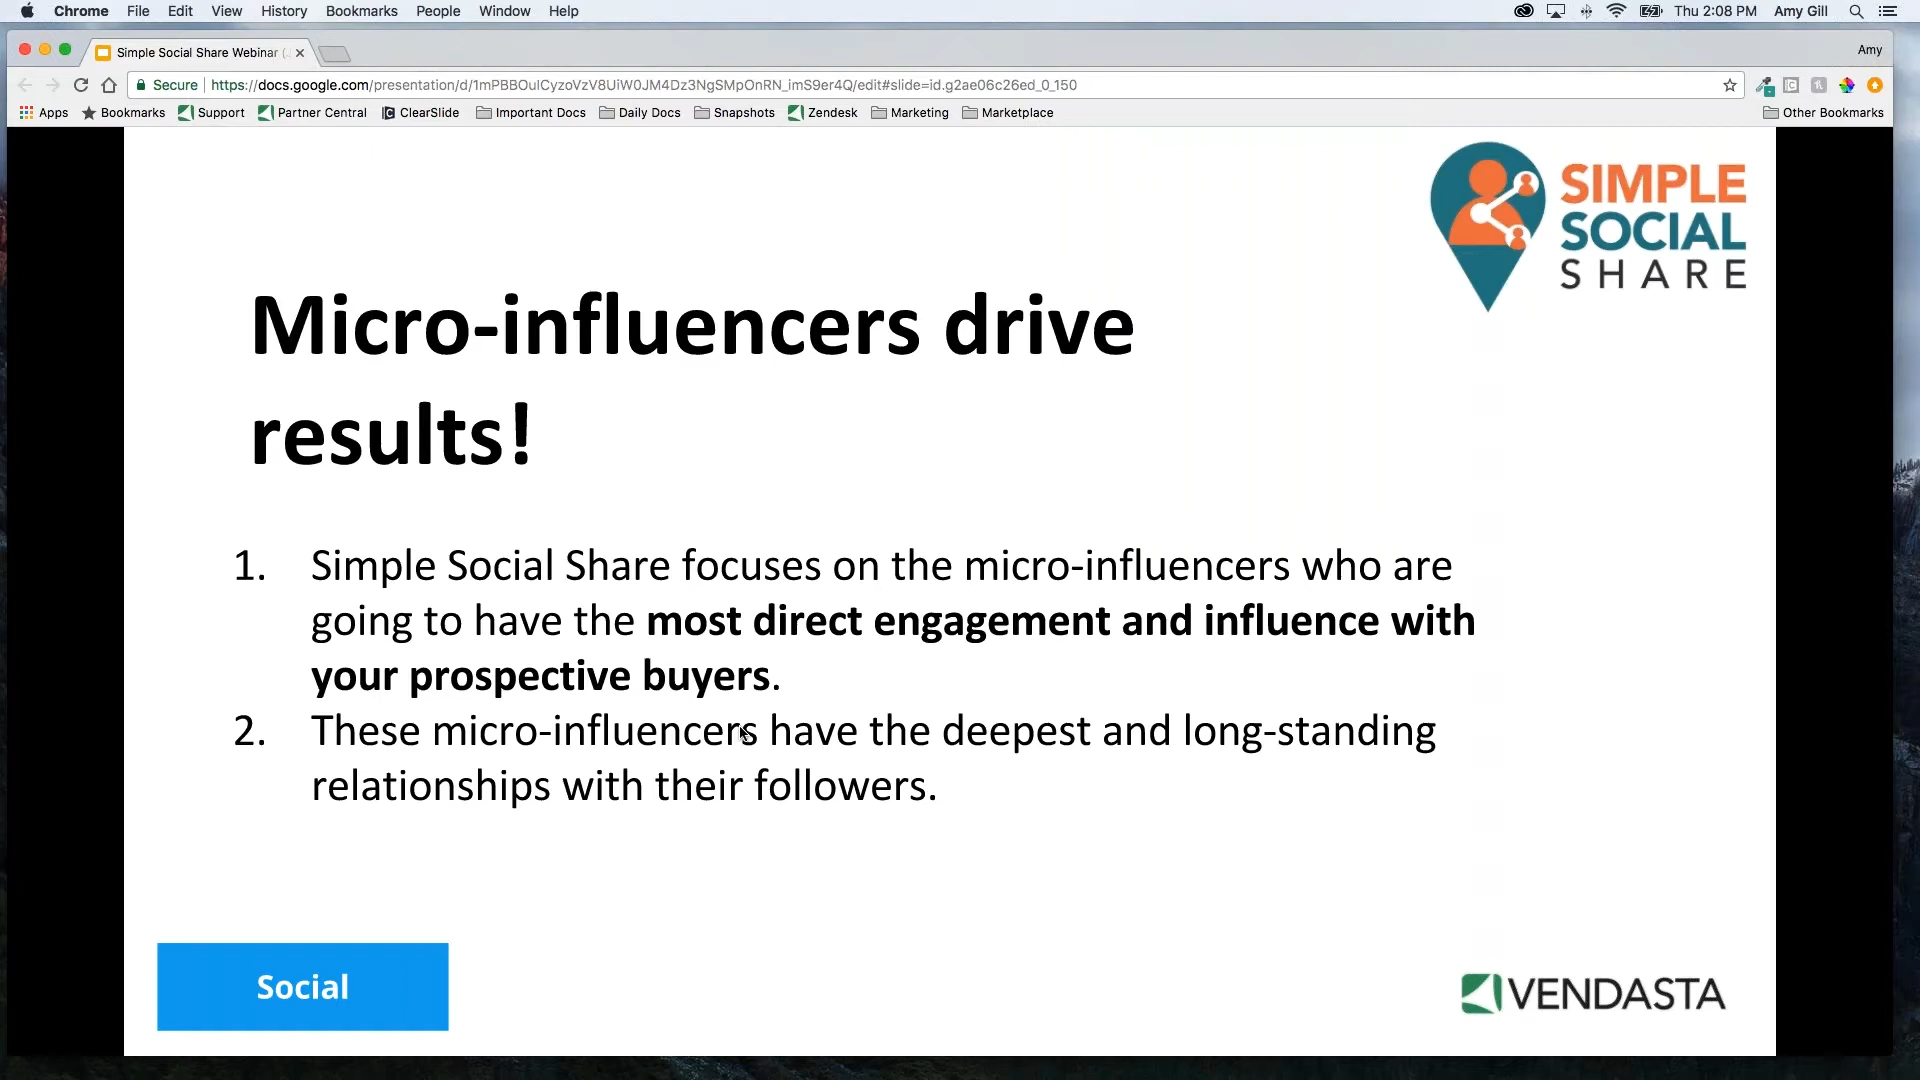 Chrome File Edit View History Bookmarks People Window Help Thu 2:08 PM Amy Gill
Simple Social Share Webinar ( Amy
Secure https://docs.google.com/presentation/d/1mPBBOulCyzoVzV8UiW0JM4Dz3NgSMpOnRN_imS9er4Q/edit#slide=id.g2ae06c26ed_0_150
Apps Bookmarks Support Partner Central ClearSlide Important Docs Daily Docs Snapshots Zendesk Marketing Marketplace Other Bookmarks
SIMPLE
SOCIAL
SHARE
Micro-influencers drive
results!
1. Simple Social Share focuses on the micro-influencers who are
going to have the most direct engagement and influence with
your prospective buyers.
2. These micro-influencers have the deepest and long-standing
relationships with their followers.
Social
VENDASTA